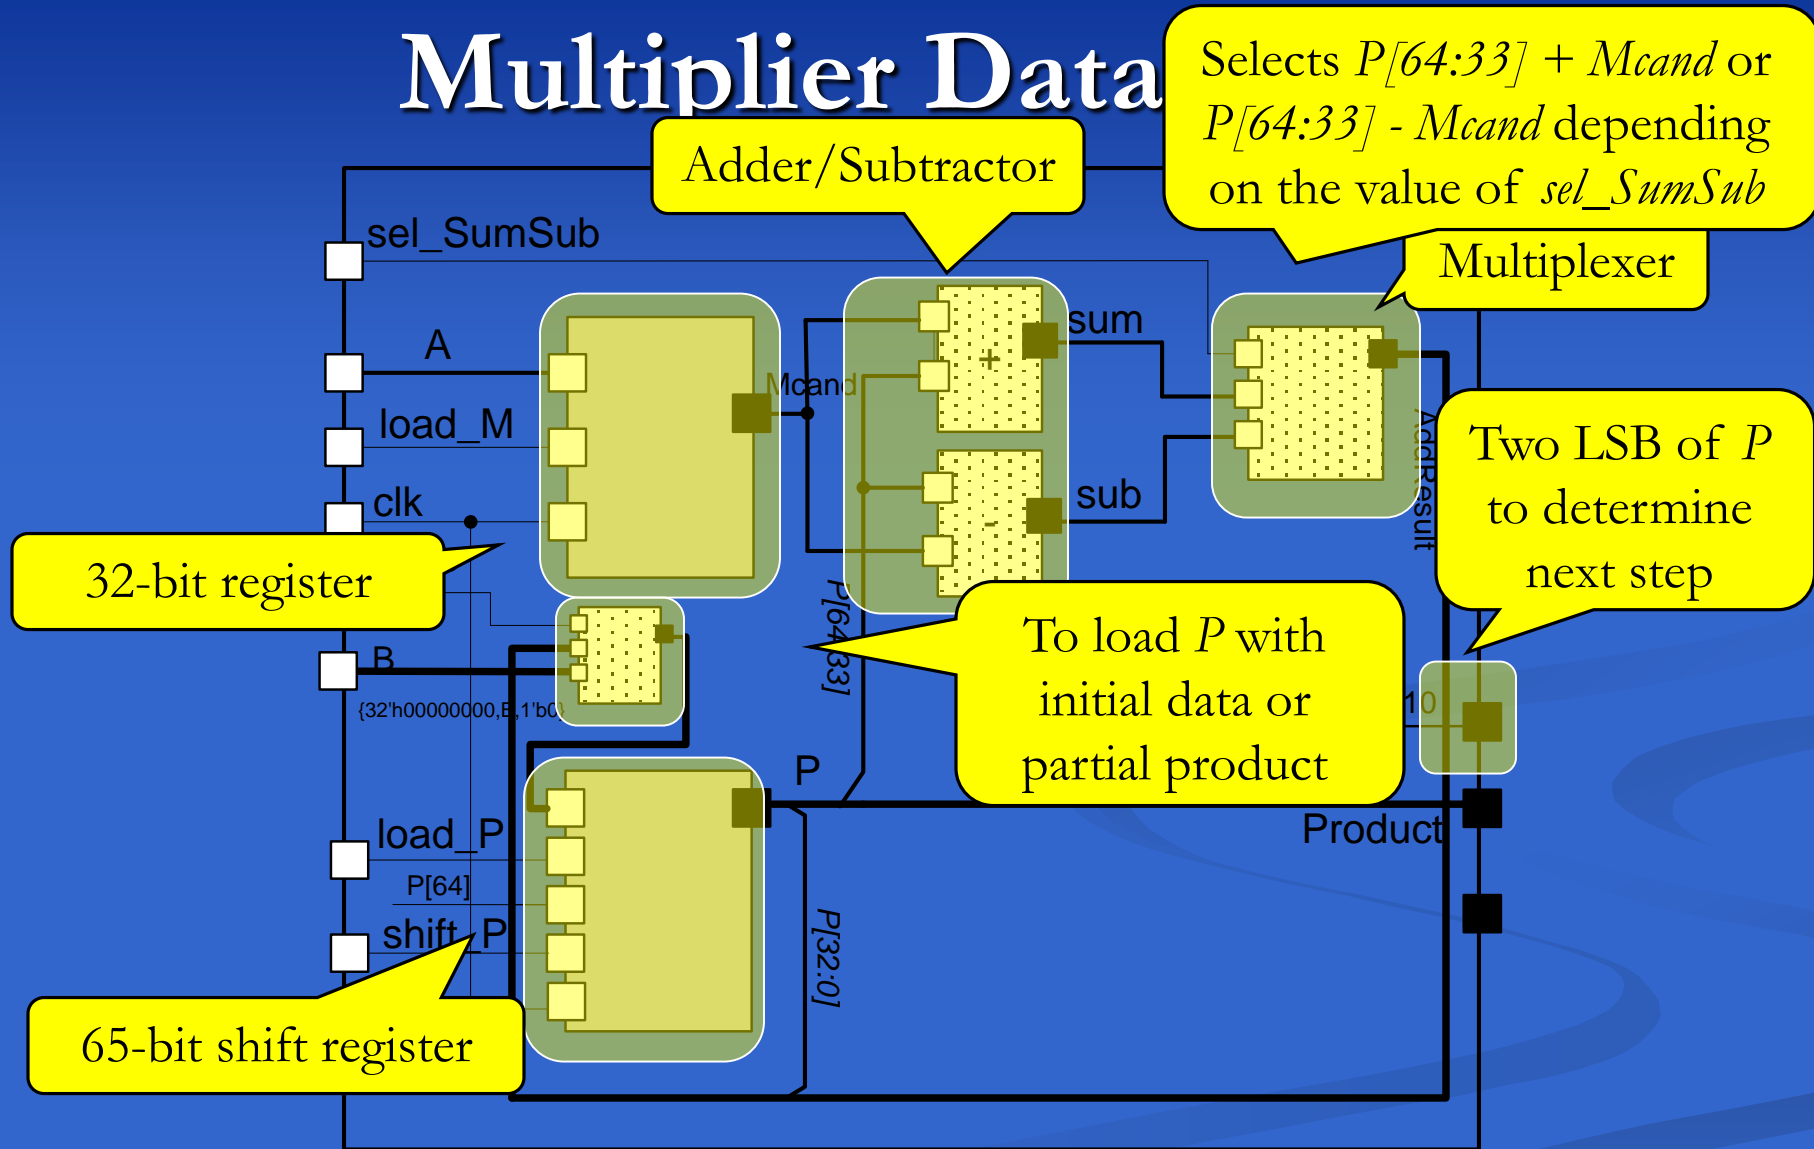 Multiplier Data
Selects P[64:33] + Mcand or
P[64:33] - Mcand depending
on the value of sel_SumSub
Adder/Subtractor
Multiplexer
sel_SumSub
A
load_M
clk
Mcand
+
-
sum
sub
AddResult
Two LSB of P
to determine
next step
32-bit register
B
{32'h00000000,B,1'b0}
P[64:33]
To load P with
initial data or
partial product
10
P
Product
load_P
P[64]
shift_P
P[32:0]
65-bit shift register